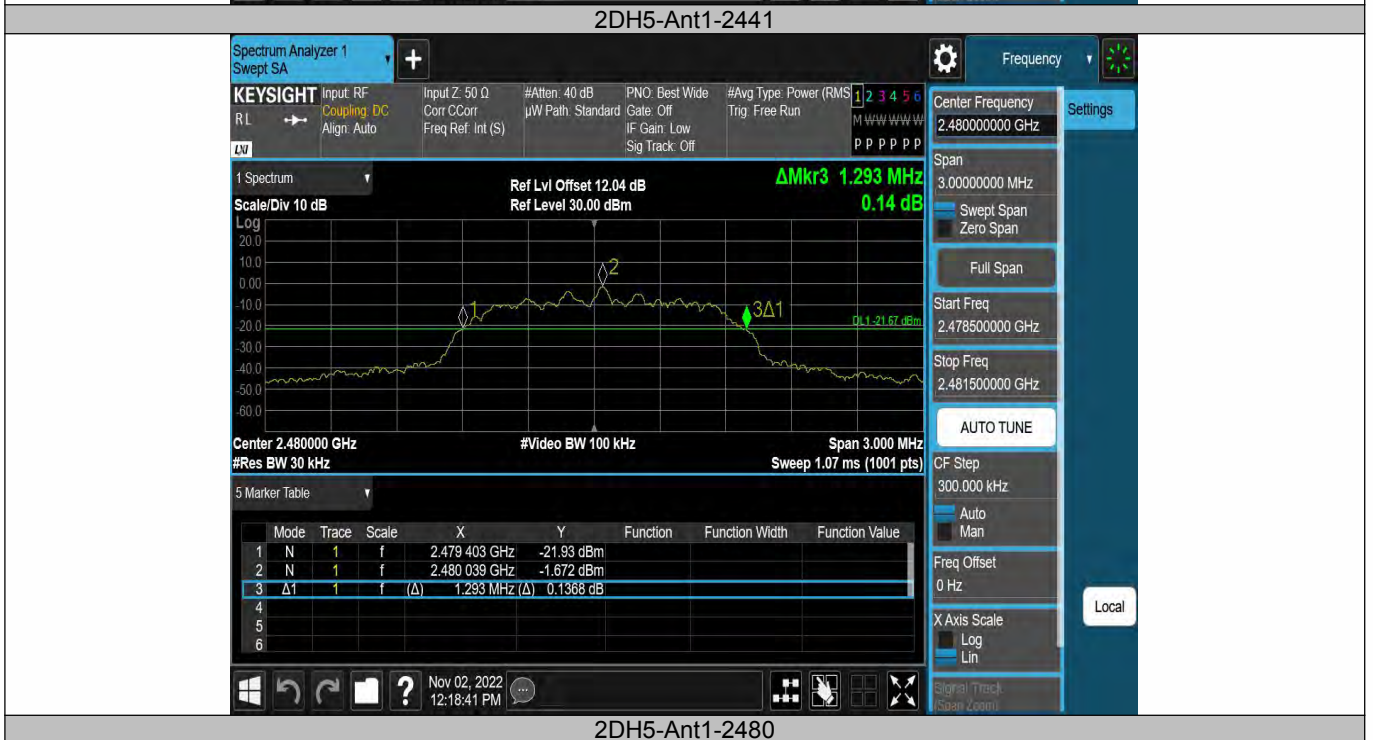 2DH5-Ant1-2441
Spectrum Analyzer 1
Swept SA
+
Frequency
KEYSIGHT
RL
LXI
Input: RF
Coupling: DC
Align: Auto
Input Z: 50 Ω
Corr CCorr
Freq Ref: Int (S)
#Atten: 40 dB
µW Path: Standard
PNO: Best Wide
Gate: Off
IF Gain: Low
Sig Track: Off
#Avg Type: Power (RMS
Trig: Free Run
1 2 3 4 5 6
M W W W W W
P P P P P P
Center Frequency
2.480000000 GHz
Settings
Span
3.00000000 MHz
Swept Span
Zero Span
Full Span
Start Freq
2.478500000 GHz
Stop Freq
2.481500000 GHz
AUTO TUNE
CF Step
300.000 kHz
Auto
Man
Freq Offset
0 Hz
X Axis Scale
Log
Lin
Signal Track
(Span Zoom)
Local
1 Spectrum
Scale/Div 10 dB
Ref Lvl Offset 12.04 dB
Ref Level 30.00 dBm
ΔMkr3 1.293 MHz
0.14 dB
Log
20.0
10.0
0.00
-10.0
-20.0
-30.0
-40.0
-50.0
-60.0
1
2
3Δ1
DL1 -21.67 dBm
Center 2.480000 GHz
#Video BW 100 kHz
Span 3.000 MHz
#Res BW 30 kHz
Sweep 1.07 ms (1001 pts)
5 Marker Table
Mode Trace Scale X Y Function Function Width Function Value
1 N 1 f 2.479 403 GHz -21.93 dBm
2 N 1 f 2.480 039 GHz -1.672 dBm
3 Δ1 1 f (Δ) 1.293 MHz (Δ) 0.1368 dB
4
5
6
?
Nov 02, 2022
12:18:41 PM
2DH5-Ant1-2480